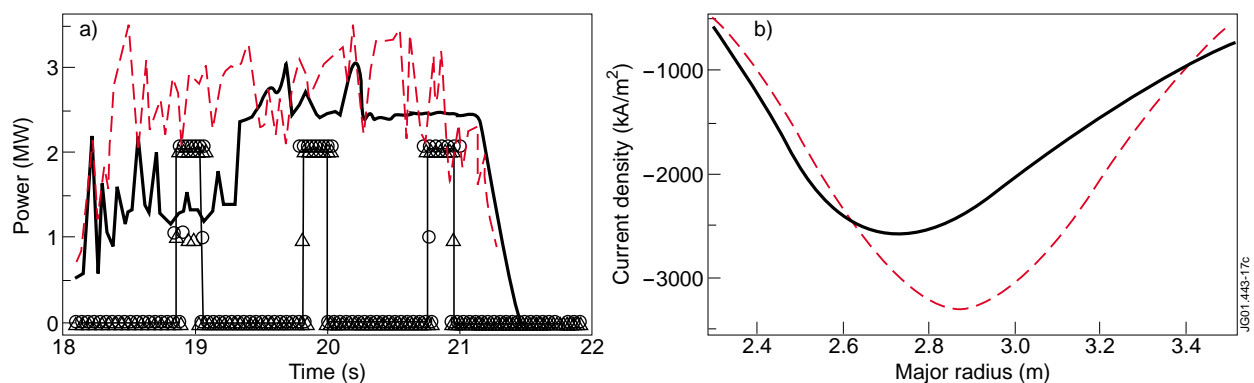 a)
3
2
1
0
Power (MW)
18
19
20
21
22
Time (s)
b)
−1000
−2000
−3000
Current density (kA/m²)
2.4
2.6
2.8
3.0
3.2
3.4
Major radius (m)
JG01.443-17c